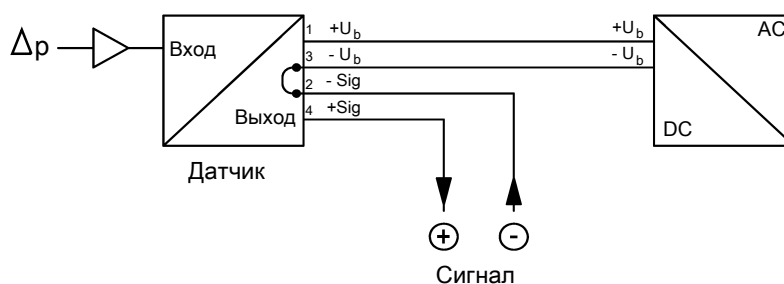 Δp
Вход
Выход
Датчик
1 +U_b
3 - U_b
2 - Sig
4 +Sig
+U_b
- U_b
AC
DC
+
-
Сигнал